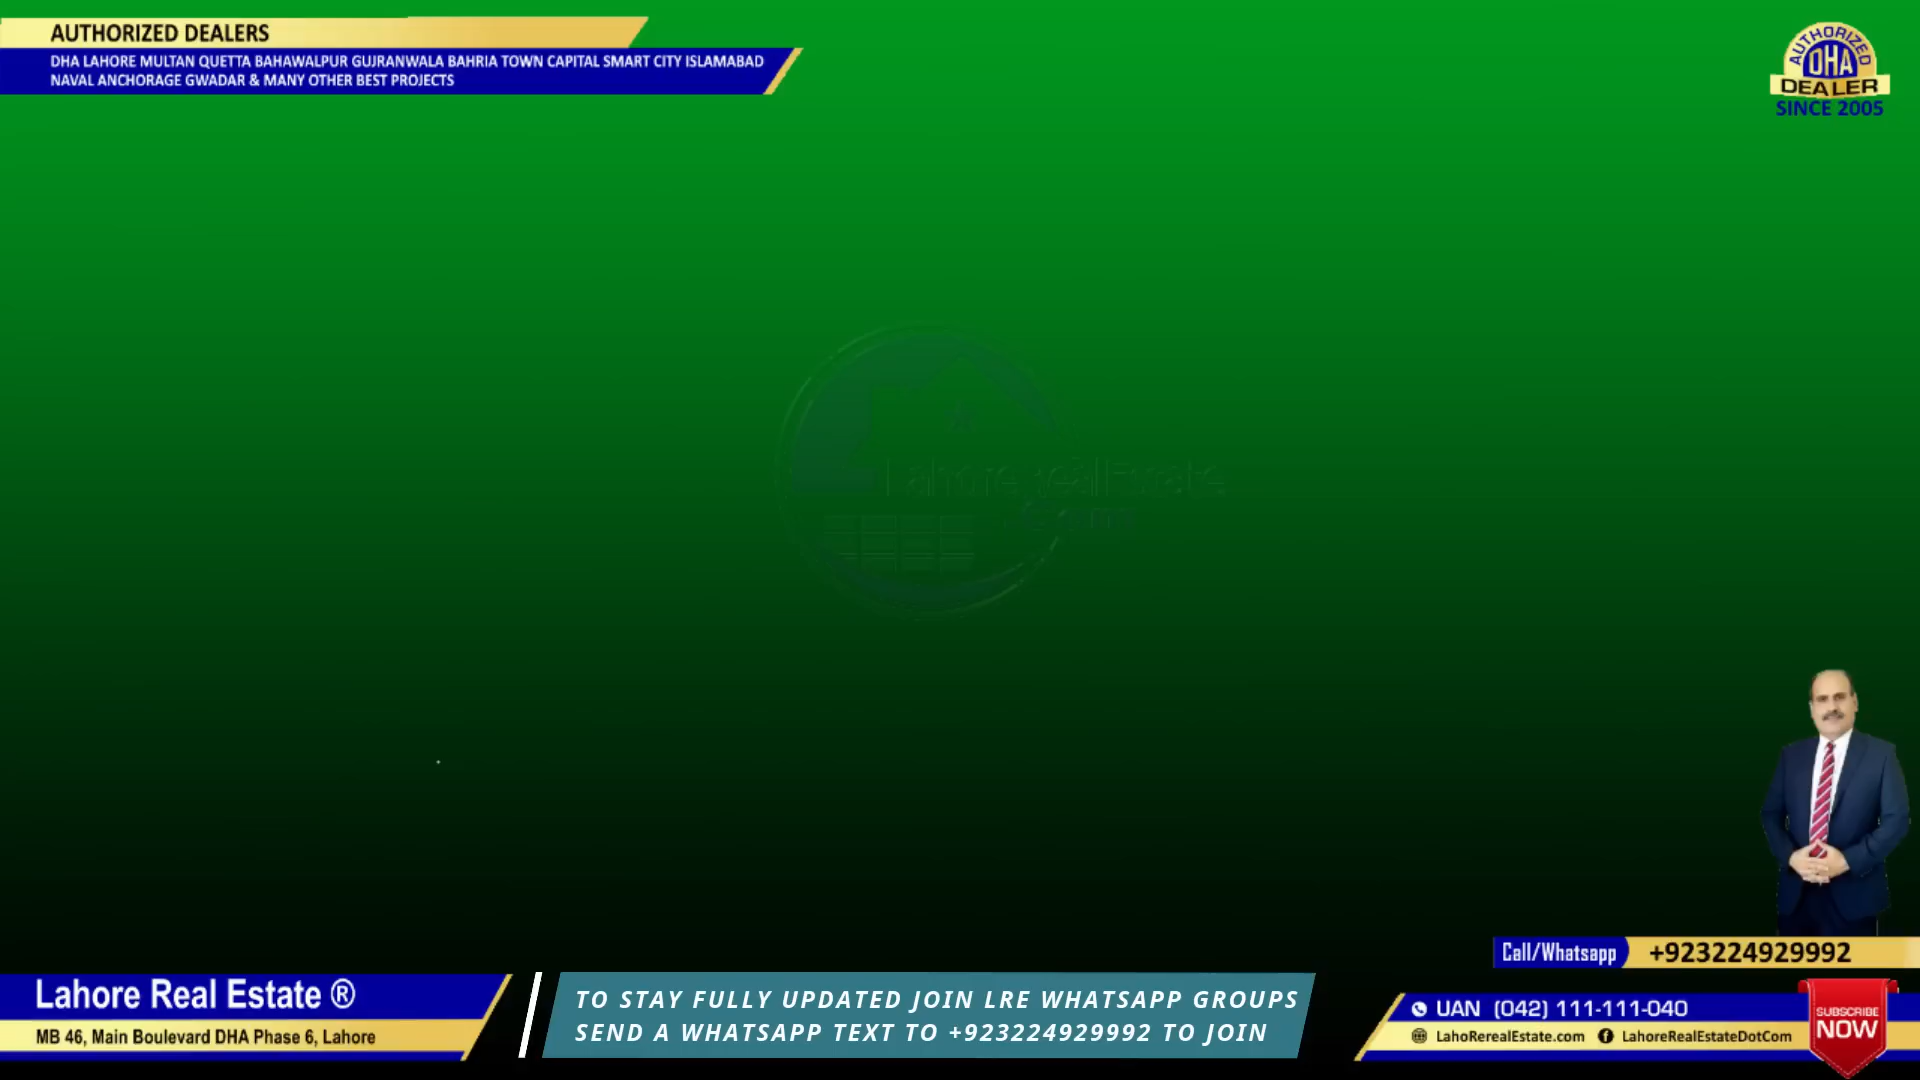 AUTHORIZED DEALERS
DHA LAHORE MULTAN QUETTA BAHAWALPUR GUJRANWALA BAHRIA TOWN CAPITAL SMART CITY ISLAMABAD
NAVAL ANCHORAGE GWADAR & MANY OTHER BEST PROJECTS
AUTHORIZED
DHA
DEALER
SINCE 2005
LahoreRealEstate
.com
Call/Whatsapp +923224929992
Lahore Real Estate ®
MB 46, Main Boulevard DHA Phase 6, Lahore
TO STAY FULLY UPDATED JOIN LRE WHATSAPP GROUPS
SEND A WHATSAPP TEXT TO +923224929992 TO JOIN
UAN (042) 111-111-040
LahoRerealEstate.com LahoreRealEstateDotCom
SUBSCRIBE
NOW